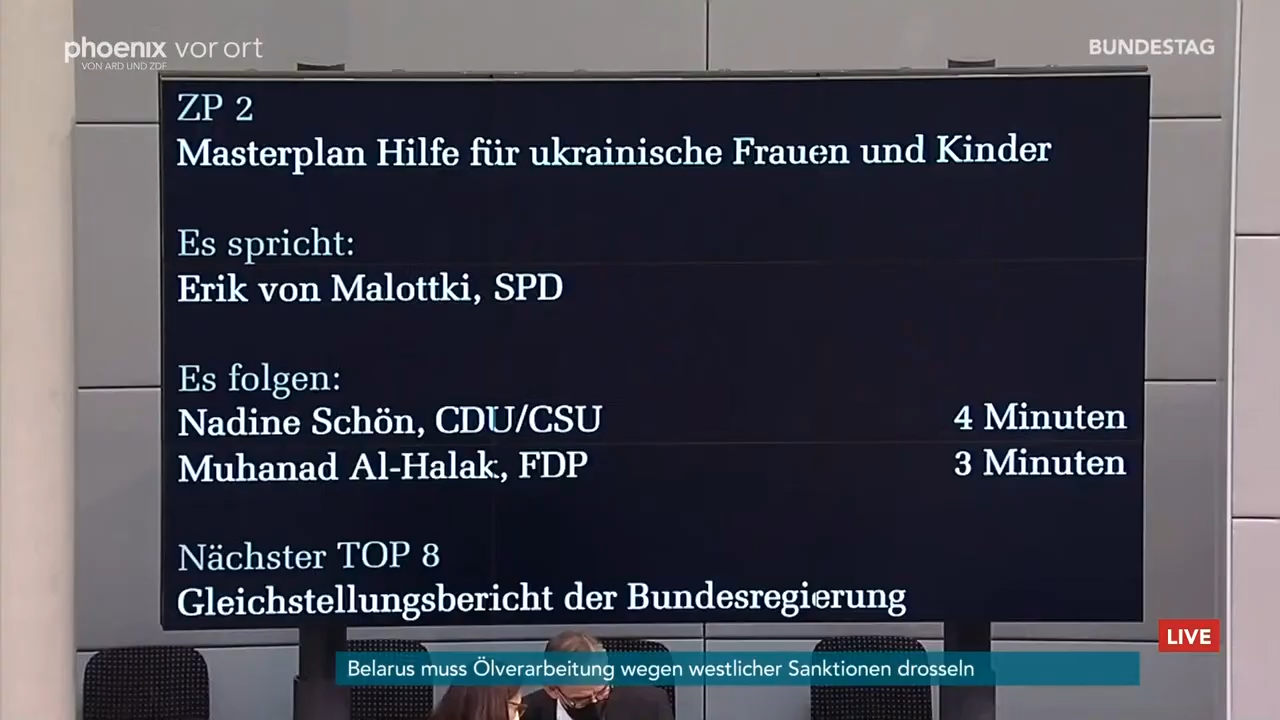 phoenix vor ort
VON ARD UND ZDF
BUNDESTAG
ZP 2
Masterplan Hilfe für ukrainische Frauen und Kinder
Es spricht:
Erik von Malottki, SPD
Es folgen:
Nadine Schön, CDU/CSU 4 Minuten
Muhanad Al-Halak, FDP 3 Minuten
Nächster TOP 8
Gleichstellungsbericht der Bundesregierung
LIVE
Belarus muss Ölverarbeitung wegen westlicher Sanktionen drosseln